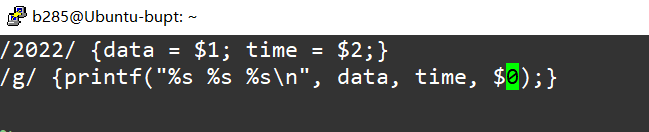 b285@Ubuntu-bupt: ~
/2022/ {data = $1; time = $2;}
/g/ {printf("%s %s %s\n", data, time, $0);}